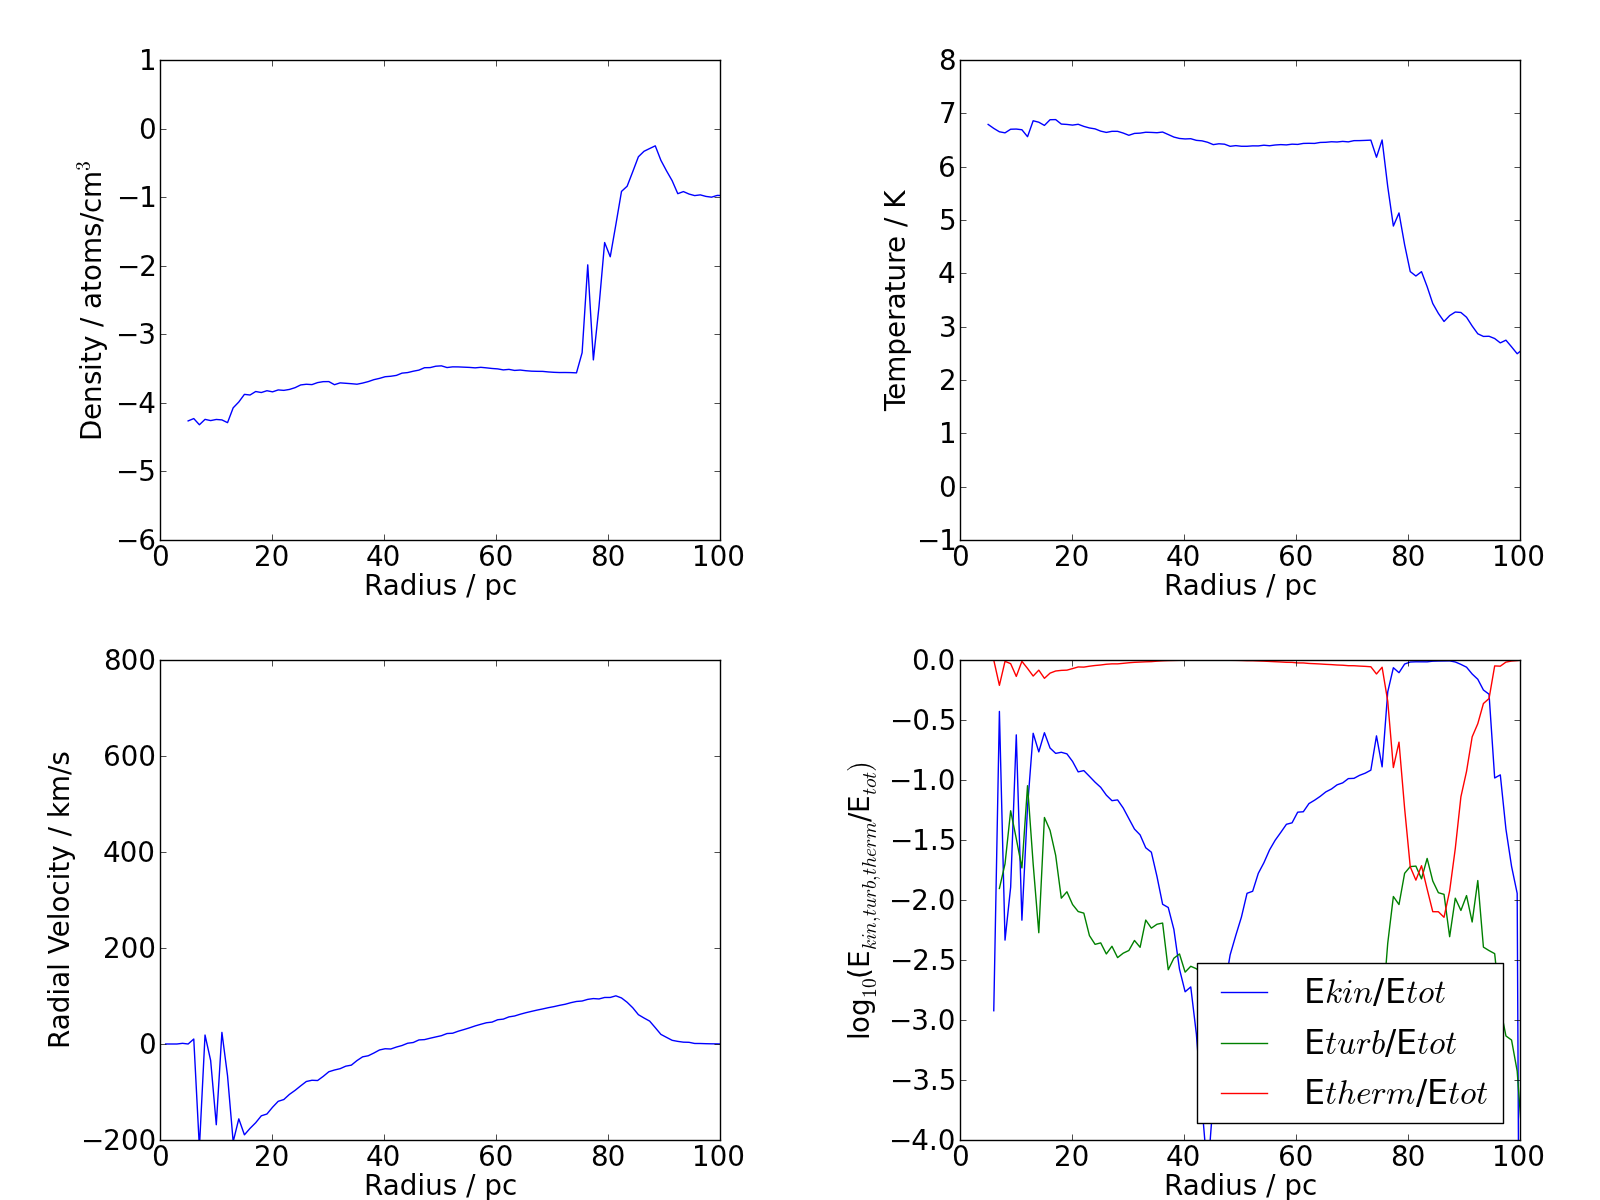 1
0
−1
−2
−3
−4
−5
−6
0 20 40 60 80 100
Radius / pc
Density / atoms/cm³
8
7
6
5
4
3
2
1
0
−1
0 20 40 60 80 100
Radius / pc
Temperature / K
800
600
400
200
0
−200
0 20 40 60 80 100
Radius / pc
Radial Velocity / km/s
0.0
−0.5
−1.0
−1.5
−2.0
−2.5
−3.0
−3.5
−4.0
0 20 40 60 80 100
Radius / pc
log₁₀(E_{kin,turb,therm}/E_{tot})
Ekin/Etot
Eturb/Etot
Etherm/Etot